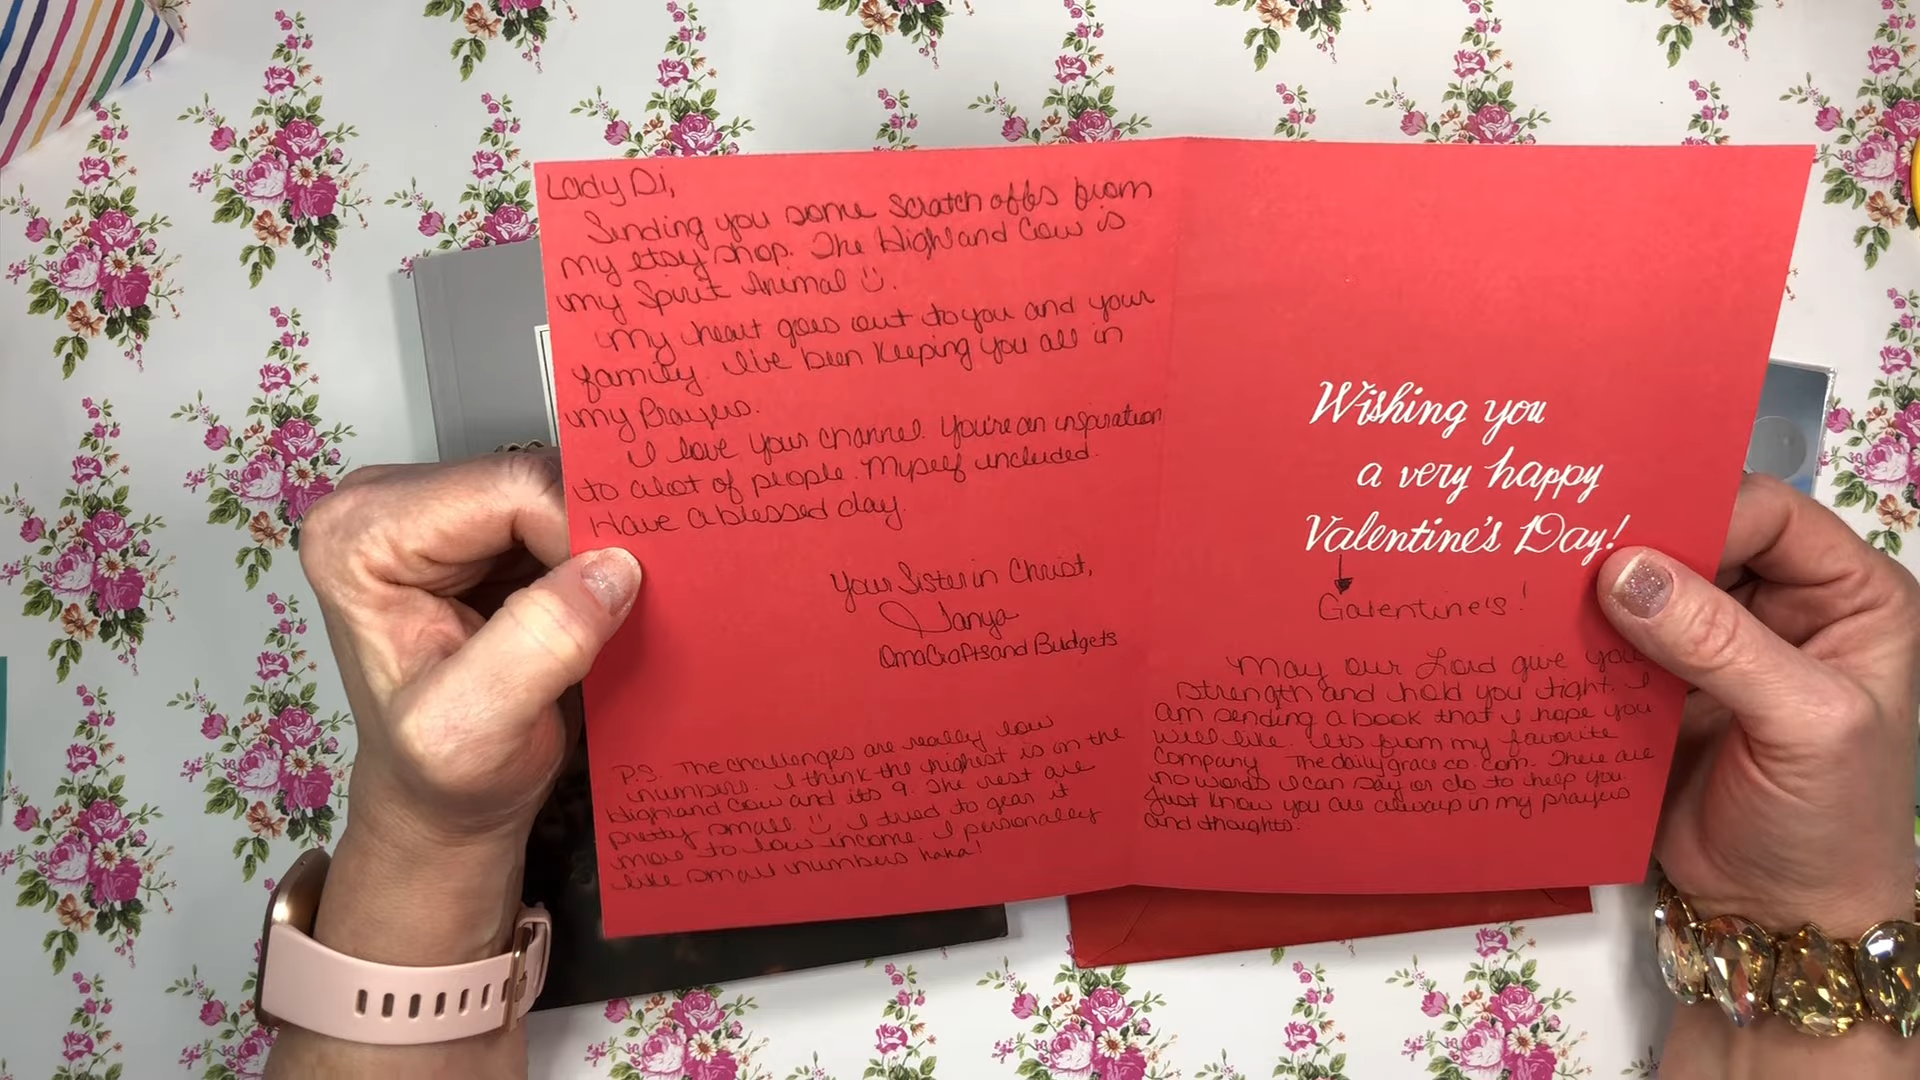 Lady Di,
Sending you some scratch offs from
my etsy shop. The Highland Cow is
my Spirit Animal
My heart goes out to you and your
family. I've been keeping you all in
my Prayers.
I love your channel. You're an inspiration
to alot of people. Myself included.
Have a blessed day.
Your Sister in Christ,
Tanya
OmaCraftsandBudgets
P.S. The challenges are really low
numbers. I think the highest is in the
Highland Cow and its 9. The rest are
pretty small. I tried to gear it
more to low income. I personally
like small numbers haha!
Wishing you
a very happy
Valentine's Day!
Galentine's!
May our Lord give you
strength and hold you tight. I
am sending a book that I hope you
will like. Its from my favorite
Company Thedailygraceco.com. There are
no words I can say or do to help you.
Just know you are always in my prayers
and thoughts.